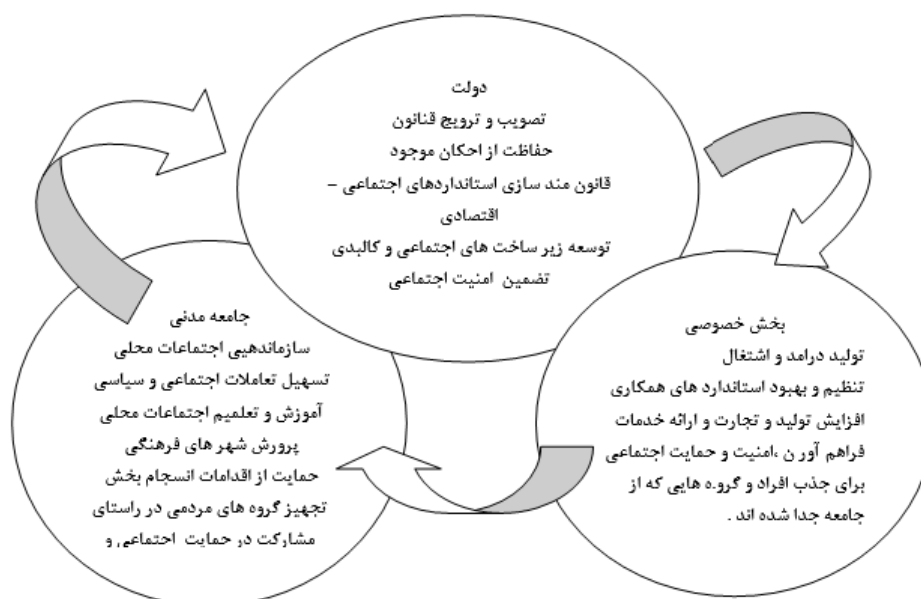 دولت
تصویب و ترویج قنانون
حفاظت از احکان موجود
قانون مند سازی استانداردهای اجتماعی –
اقتصادی
توسعه زیر ساخت های اجتماعی و کالبدی
تضمین امنیت اجتماعی
بخش خصوصی
تولید درامد و اشتغال
تنظیم و بهبود استاندارد های همکاری
افزایش تولید و تجارت و ارائه خدمات
فراهم آور ن ،امنیت و حمایت اجتماعی
برای جذب افراد و گروه هایی که از
جامعه جدا شده اند .
جامعه مدنی
سازماندهیی اجتماعات محلی
تسهیل تعاملات اجتماعی و سیاسی
آموزش و تعلمیم اجتماعات محلی
پرورش شهر های فرهنگی
حمایت از اقدامات انسجام بخش
تجهیز گروه های مردمی در راستای
مشارکت در حمایت اجتماعی و